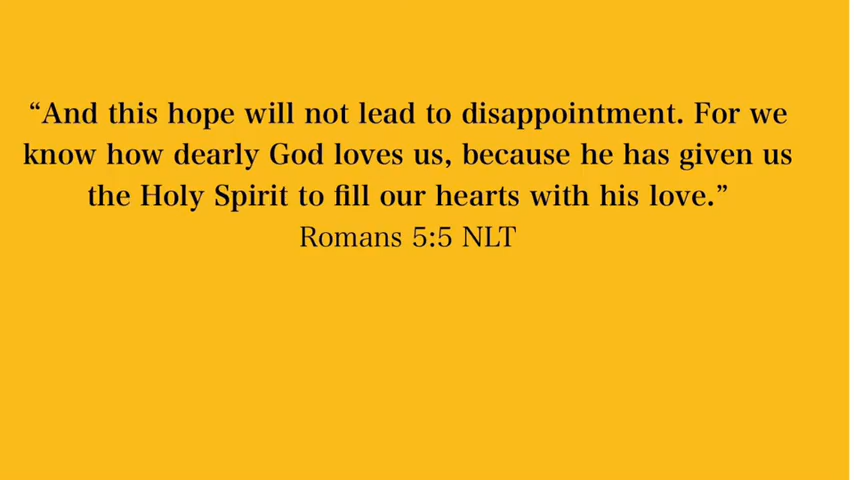 “And this hope will not lead to disappointment. For we
know how dearly God loves us, because he has given us
the Holy Spirit to fill our hearts with his love.”
Romans 5:5 NLT